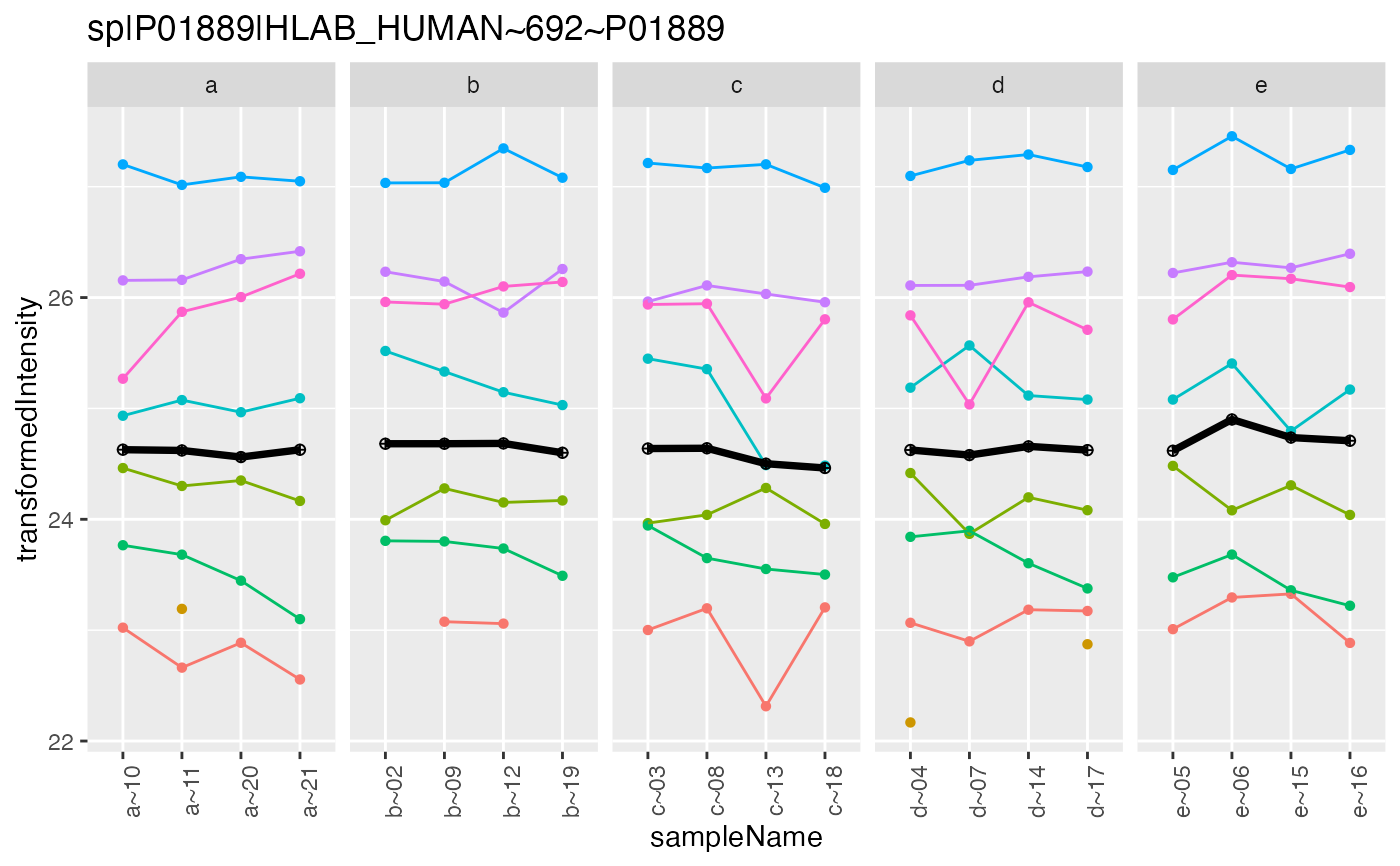 sp|P01889|HLAB_HUMAN~692~P01889
a b c d e
transformedIntensity
26
24
22
a~10 a~11 a~20 a~21 b~02 b~09 b~12 b~19 c~03 c~08 c~13 c~18 d~04 d~07 d~14 d~17 e~05 e~06 e~15 e~16
sampleName